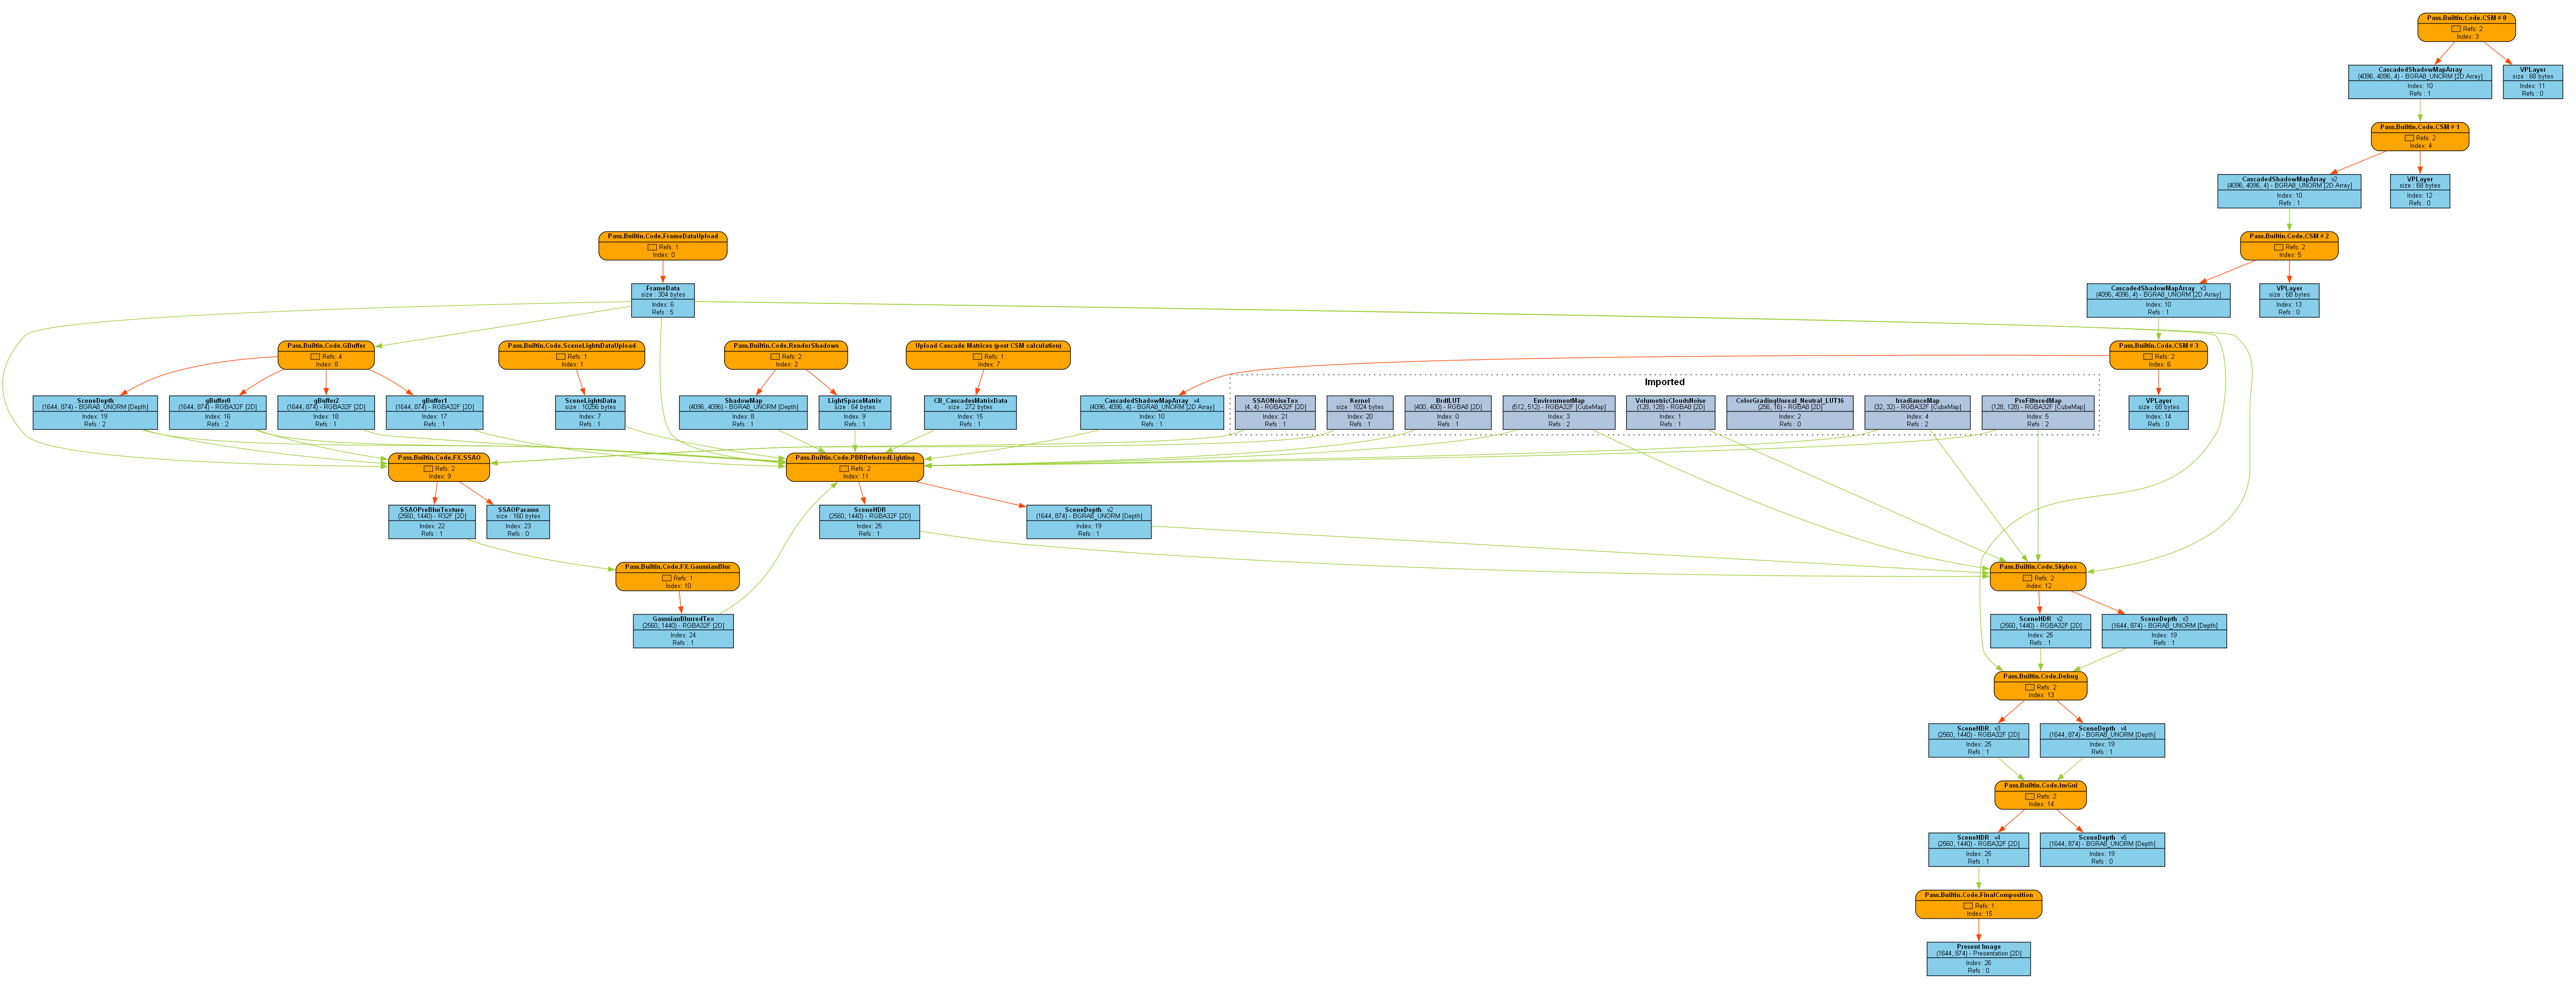 Pass.Builtin.Code.CSM # 0
Refs: 2
Index: 3
CascadedShadowMapArray
(4096, 4096, 4) - BGRA8_UNORM [2D Array]
Index: 10
Refs : 1
VPLayer
size : 68 bytes
Index: 11
Refs : 0
Pass.Builtin.Code.CSM # 1
Refs: 2
Index: 4
CascadedShadowMapArray v2
(4096, 4096, 4) - BGRA8_UNORM [2D Array]
Index: 10
Refs : 1
VPLayer
size : 68 bytes
Index: 12
Refs : 0
Pass.Builtin.Code.FrameDataUpload
Refs: 1
Index: 0
Pass.Builtin.Code.CSM # 2
Refs: 2
Index: 5
FrameData
size : 304 bytes
Index: 6
Refs : 5
CascadedShadowMapArray v3
(4096, 4096, 4) - BGRA8_UNORM [2D Array]
Index: 10
Refs : 1
VPLayer
size : 68 bytes
Index: 13
Refs : 0
Pass.Builtin.Code.GBuffer
Refs: 4
Index: 8
Pass.Builtin.Code.SceneLightsDataUpload
Refs: 1
Index: 1
Pass.Builtin.Code.RenderShadows
Refs: 2
Index: 2
Upload Cascade Matrices (post CSM calculation)
Refs: 1
Index: 7
Pass.Builtin.Code.CSM # 3
Refs: 2
Index: 6
Imported
SceneDepth
(1644, 874) - BGRA8_UNORM [Depth]
Index: 19
Refs : 2
gBuffer0
(1644, 874) - RGBA32F [2D]
Index: 16
Refs : 2
gBuffer2
(1644, 874) - RGBA32F [2D]
Index: 18
Refs : 1
gBuffer1
(1644, 874) - RGBA32F [2D]
Index: 17
Refs : 1
SceneLightsData
size : 10256 bytes
Index: 7
Refs : 1
ShadowMap
(4096, 4096) - BGRA8_UNORM [Depth]
Index: 8
Refs : 1
LightSpaceMatrix
size : 64 bytes
Index: 9
Refs : 1
CB_CascadesMatrixData
size : 272 bytes
Index: 15
Refs : 1
CascadedShadowMapArray v4
(4096, 4096, 4) - BGRA8_UNORM [2D Array]
Index: 10
Refs : 1
SSAONoiseTex
(4, 4) - RGBA32F [2D]
Index: 21
Refs : 1
Kernel
size : 1024 bytes
Index: 20
Refs : 1
BrdfLUT
(400, 400) - RGBA8 [2D]
Index: 0
Refs : 1
EnvironmentMap
(512, 512) - RGBA32F [CubeMap]
Index: 3
Refs : 2
VolumetricCloudsNoise
(128, 128) - RGBA8 [2D]
Index: 1
Refs : 1
ColorGradingUnreal_Neutral_LUT16
(256, 16) - RGBA8 [2D]
Index: 2
Refs : 0
IrradianceMap
(32, 32) - RGBA32F [CubeMap]
Index: 4
Refs : 2
PreFilteredMap
(128, 128) - RGBA32F [CubeMap]
Index: 5
Refs : 2
VPLayer
size : 68 bytes
Index: 14
Refs : 0
Pass.Builtin.Code.FX.SSAO
Refs: 2
Index: 9
Pass.Builtin.Code.PBRDeferredLighting
Refs: 2
Index: 11
SSAOPreBlurTexture
(2560, 1440) - R32F [2D]
Index: 22
Refs : 1
SSAOParams
size : 160 bytes
Index: 23
Refs : 0
SceneHDR
(2560, 1440) - RGBA32F [2D]
Index: 25
Refs : 1
SceneDepth v2
(1644, 874) - BGRA8_UNORM [Depth]
Index: 19
Refs : 1
Pass.Builtin.Code.FX.GaussianBlur
Refs: 1
Index: 10
Pass.Builtin.Code.Skybox
Refs: 2
Index: 12
GaussianBlurredTex
(2560, 1440) - RGBA32F [2D]
Index: 24
Refs : 1
SceneHDR v2
(2560, 1440) - RGBA32F [2D]
Index: 25
Refs : 1
SceneDepth v3
(1644, 874) - BGRA8_UNORM [Depth]
Index: 19
Refs : 1
Pass.Builtin.Code.Debug
Refs: 2
Index: 13
SceneHDR v3
(2560, 1440) - RGBA32F [2D]
Index: 25
Refs : 1
SceneDepth v4
(1644, 874) - BGRA8_UNORM [Depth]
Index: 19
Refs : 1
Pass.Builtin.Code.ImGui
Refs: 2
Index: 14
SceneHDR v4
(2560, 1440) - RGBA32F [2D]
Index: 25
Refs : 1
SceneDepth v5
(1644, 874) - BGRA8_UNORM [Depth]
Index: 19
Refs : 0
Pass.Builtin.Code.FinalComposition
Refs: 1
Index: 15
Present Image
(1644, 874) - Presentation [2D]
Index: 26
Refs : 0